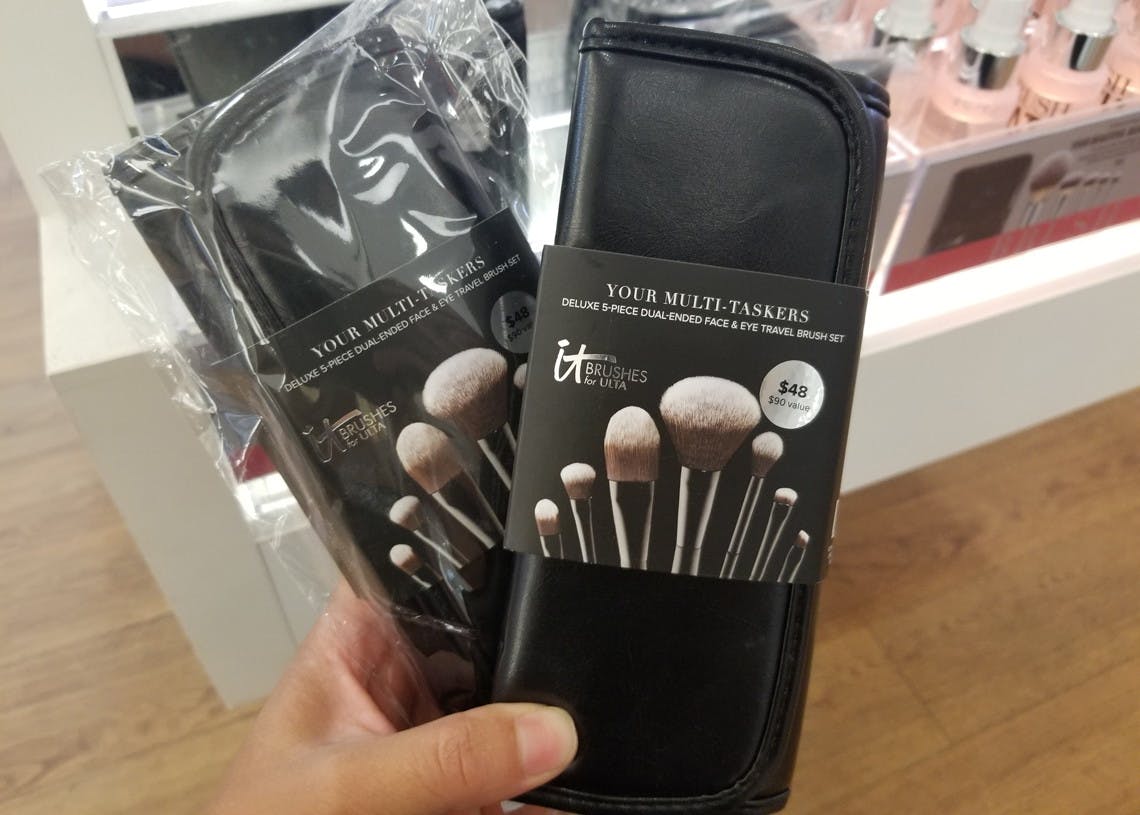 YOUR MULTI-TASKERS
DELUXE 5-PIECE DUAL-ENDED FACE & EYE TRAVEL BRUSH SET
$48
$90 value
it
BRUSHES
for ULTA
YOUR MULTI-TASKERS
DELUXE 5-PIECE DUAL-ENDED FACE & EYE TRAVEL BRUSH SET
it
BRUSHES
for ULTA
$48
$90 value